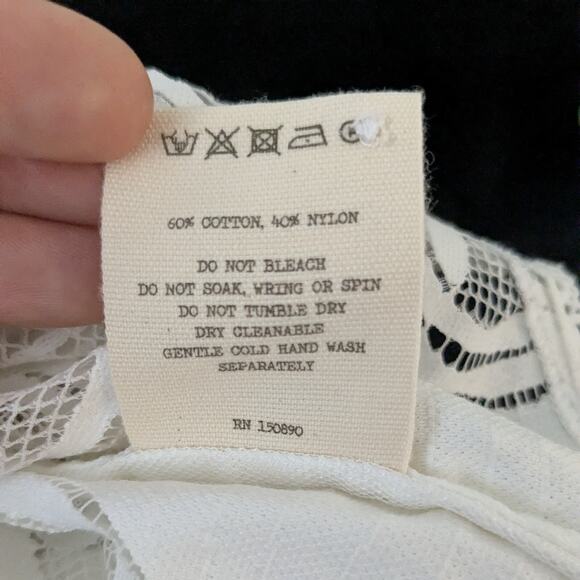 60% COTTON, 40% NYLON
DO NOT BLEACH
DO NOT SOAK, WRING OR SPIN
DO NOT TUMBLE DRY
DRY CLEANABLE
GENTLE COLD HAND WASH
SEPARATELY
RN 150890